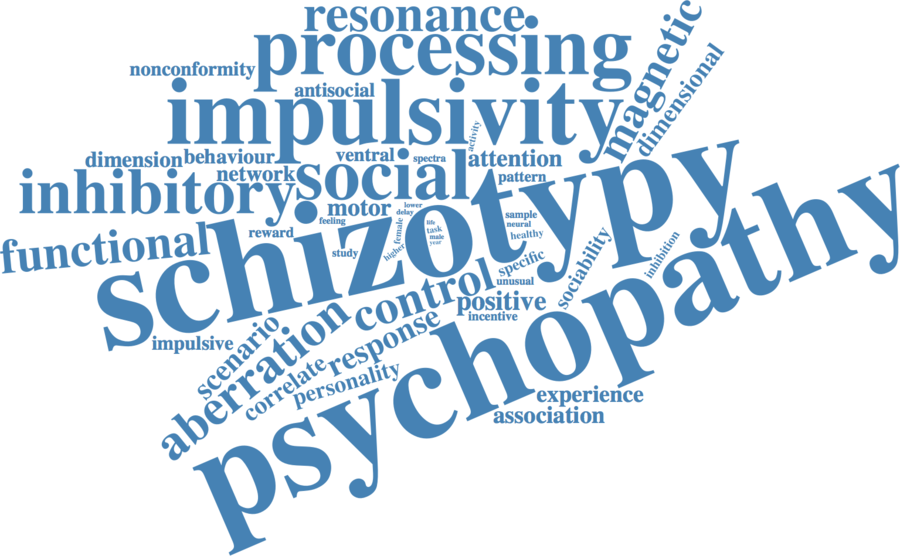 resonance
processing
magnetic
nonconformity
antisocial
dimensional
impulsivity
activity
dimension
behaviour
ventral
spectra
attention
network
social
pattern
inhibitory
motor
lower
delay
feeling
reward
sample
neural
healthy
female
life
task
male
year
higher
study
functional
schizotypy
specific
unusual
sociability
inhibition
control
positive
incentive
impulsive
scenario
aberration
correlate
response
personality
psychopathy
experience
association